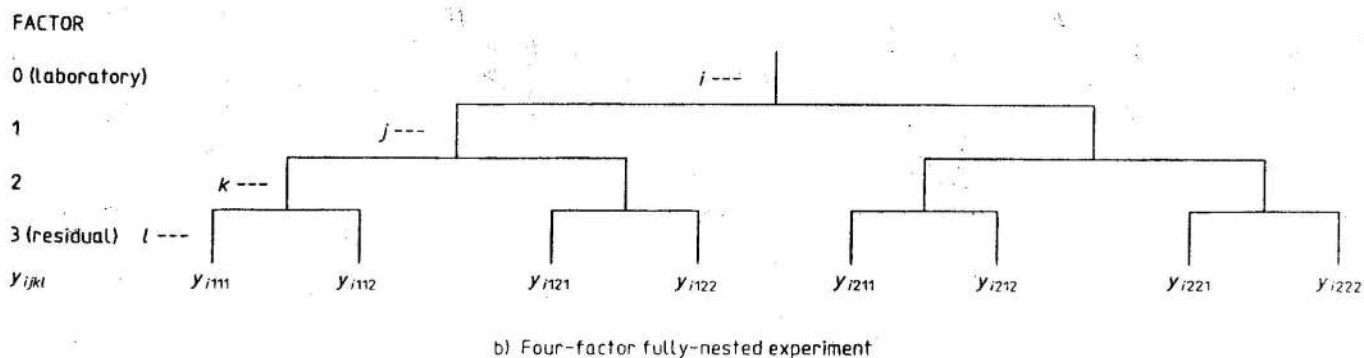 FACTOR
0 (laboratory) i ---
1 j ---
2 k ---
3 (residual) l ---
y_ijkl y_i111 y_i112 y_i121 y_i122 y_i211 y_i212 y_i221 y_i222
b) Four-factor fully-nested experiment